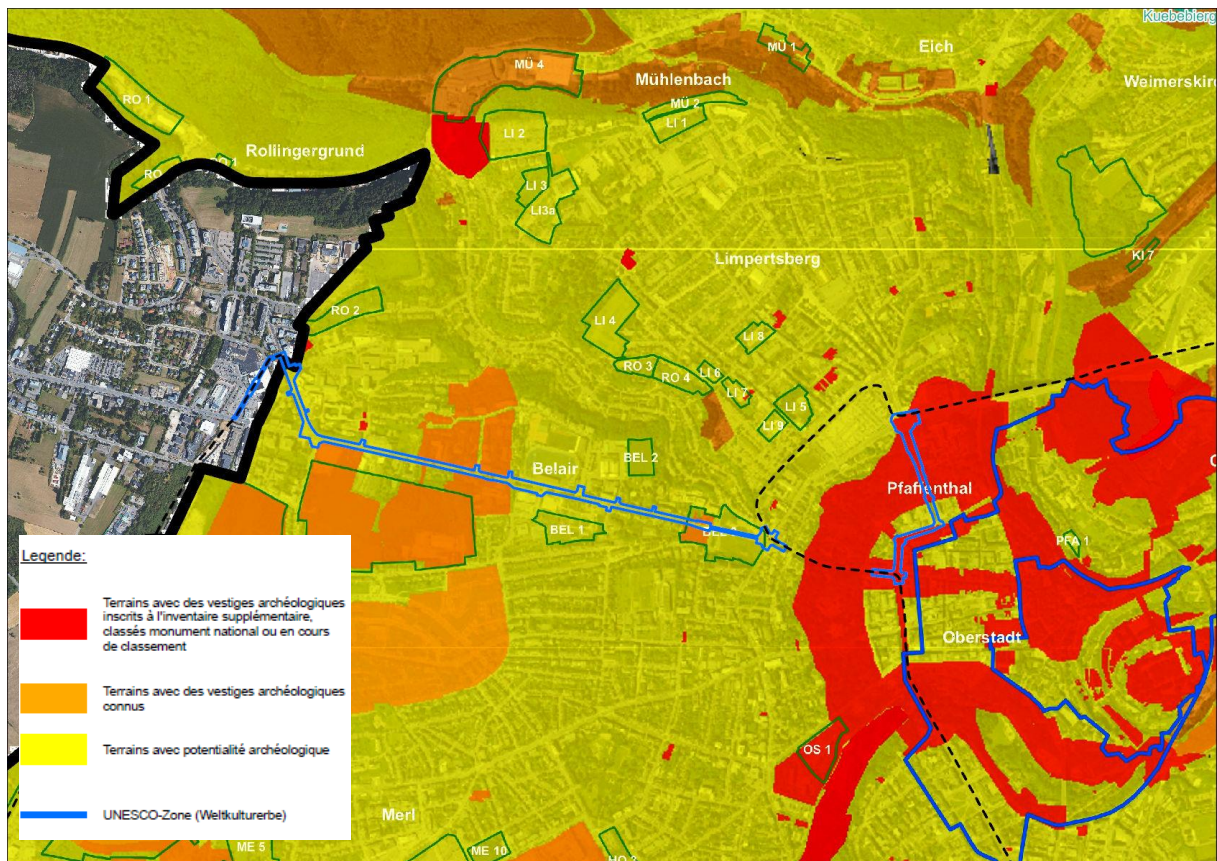 Kuebebierg
Eich
MÜ 1
MÜ 4
Mühlenbach
Weimerskirc
RO 1
MÜ 2
LI 1
LI 2
Rollingergrund
RO
LI 3
LI3a
KI 7
Limpertsberg
RO 2
LI 4
LI 8
RO 3
RO 4
LI 6
LI 7
LI 5
LI 9
BEL 2
Belair
Pfaffenthal
BEL 1
PFA 1
Oberstadt
OS 1
Merl
ME 5
ME 10
Legende:
Terrains avec des vestiges archéologiques
inscrits à l'inventaire supplémentaire,
classés monument national ou en cours
de classement
Terrains avec des vestiges archéologiques
connus
Terrains avec potentialité archéologique
UNESCO-Zone (Weltkulturerbe)